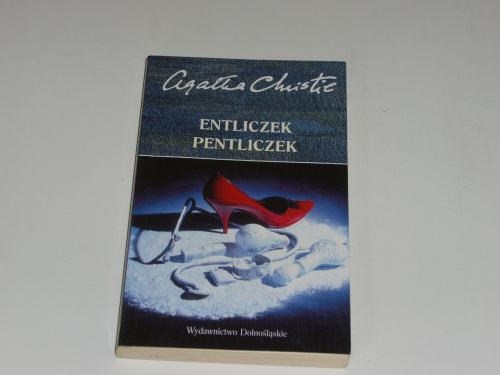 Agatha Christie
ENTLICZEK
PENTLICZEK
Wydawnictwo Dolnośląskie